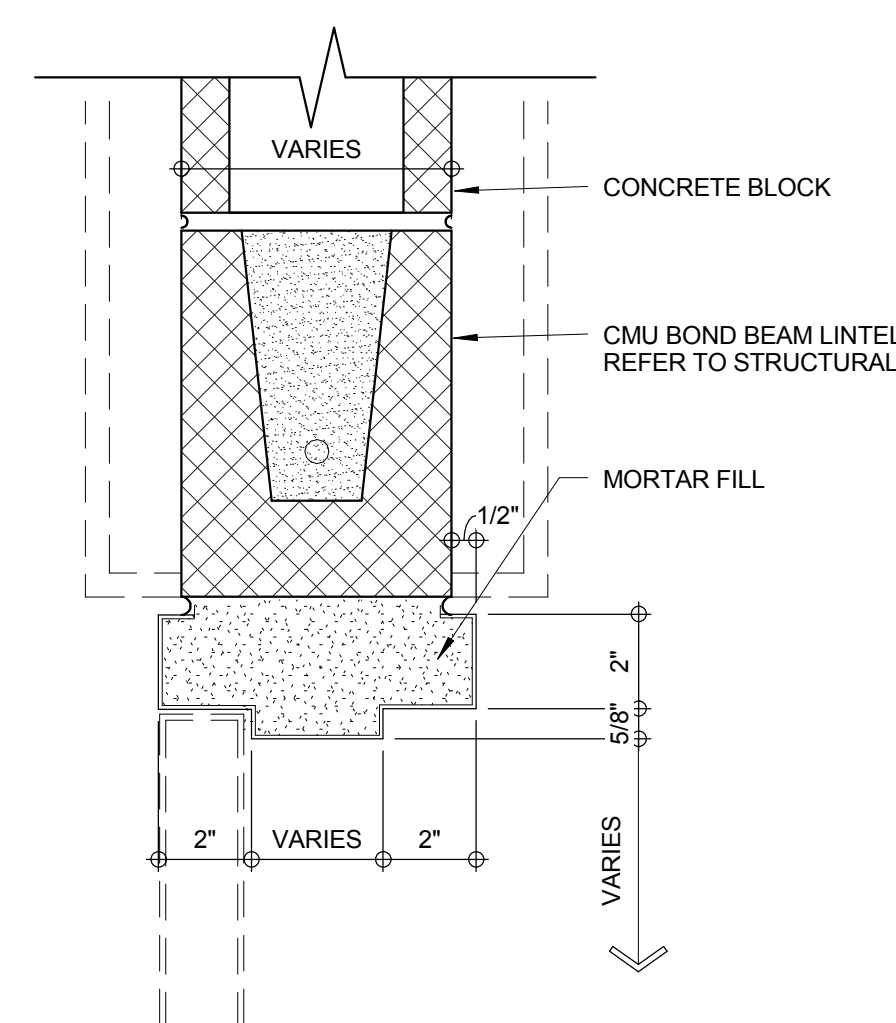 VARIES
CONCRETE BLOCK
CMU BOND BEAM LINTEL
REFER TO STRUCTURAL
MORTAR FILL
1/2"
2"
5/8"
2"
VARIES
2"
VARIES